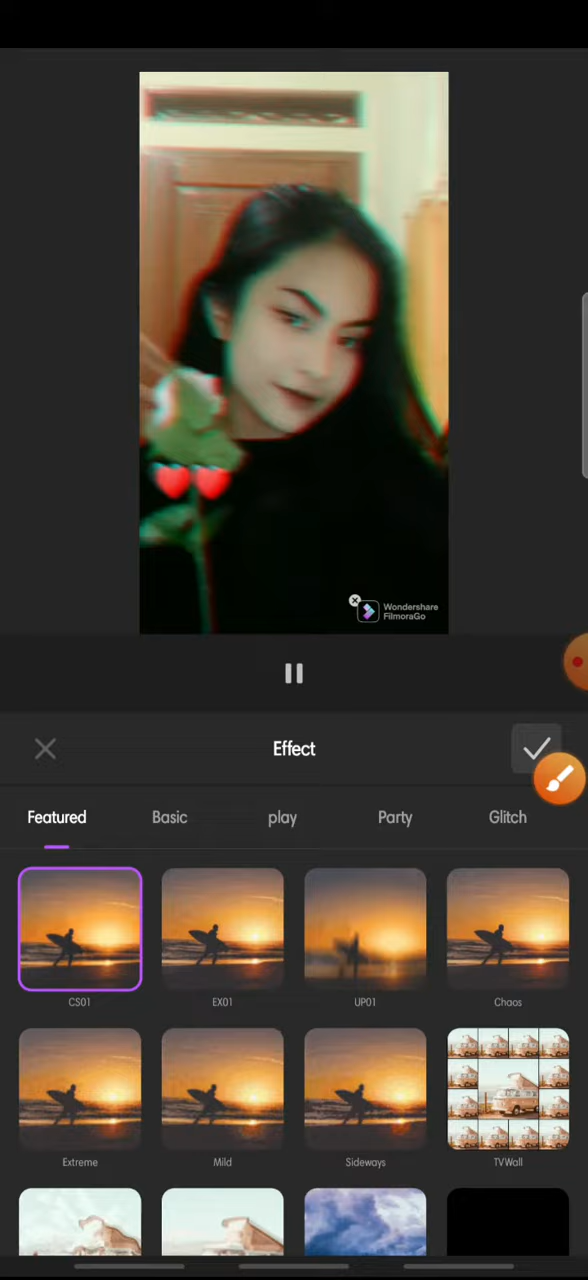 Wondershare
FilmoraGo
Effect
Featured
Basic
play
Party
Glitch
CS01
EX01
UP01
Chaos
Extreme
Mild
Sideways
TVWall